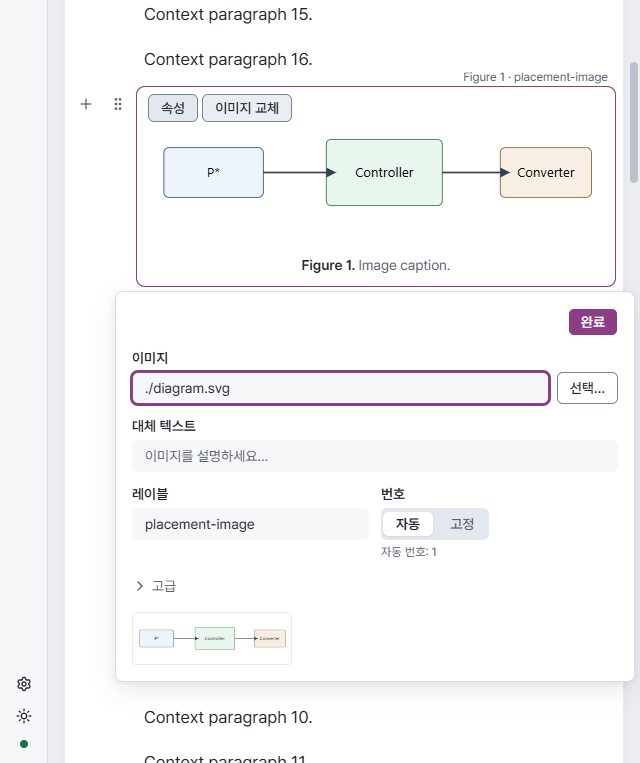 Context paragraph 15.
Context paragraph 16.
Figure 1 · placement-image
속성 이미지 교체
P* Controller Converter
Figure 1. Image caption.
완료
이미지
./diagram.svg 선택...
대체 텍스트
이미지를 설명하세요...
레이블 번호
placement-image 자동 고정
자동 번호: 1
고급
P* Controller Converter
Context paragraph 10.
Context paragraph 11.